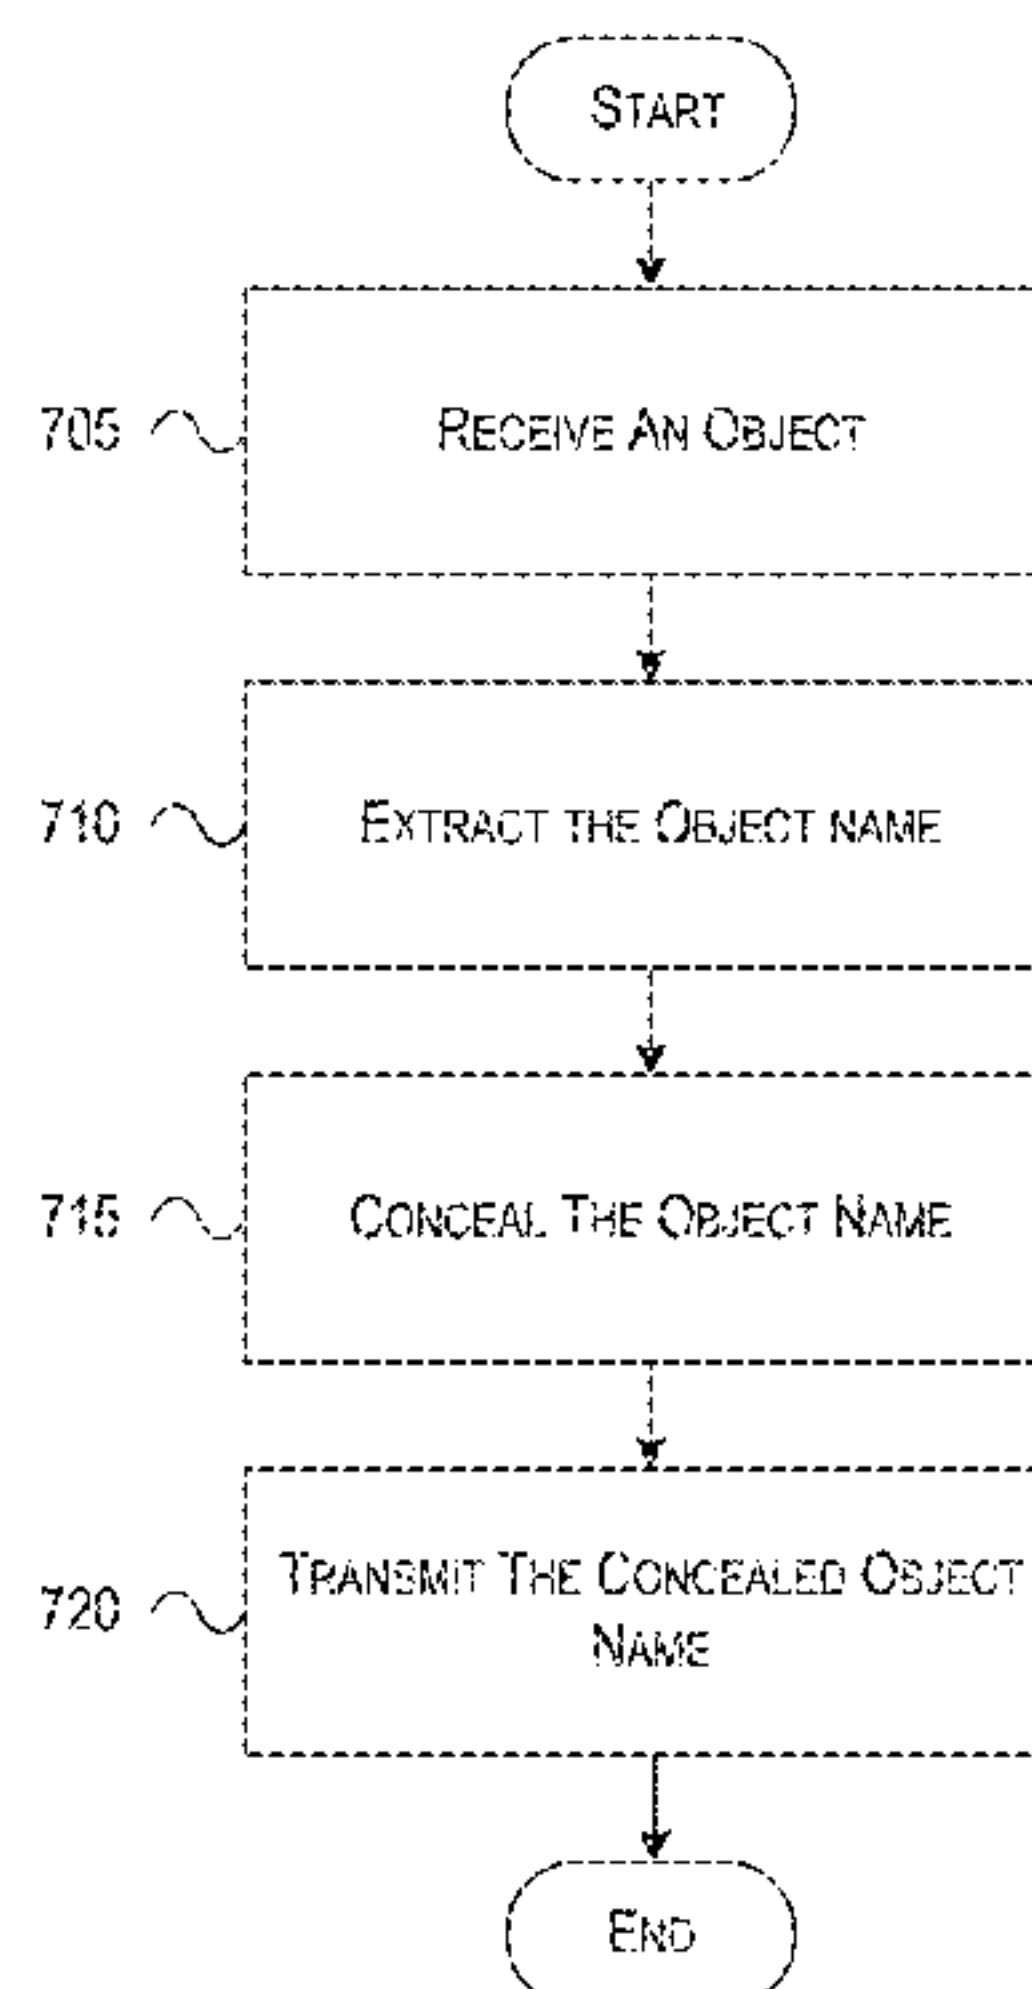 START
705 RECEIVE AN OBJECT
710 EXTRACT THE OBJECT NAME
715 CONCEAL THE OBJECT NAME
720 TRANSMIT THE CONCEALED OBJECT
NAME
END